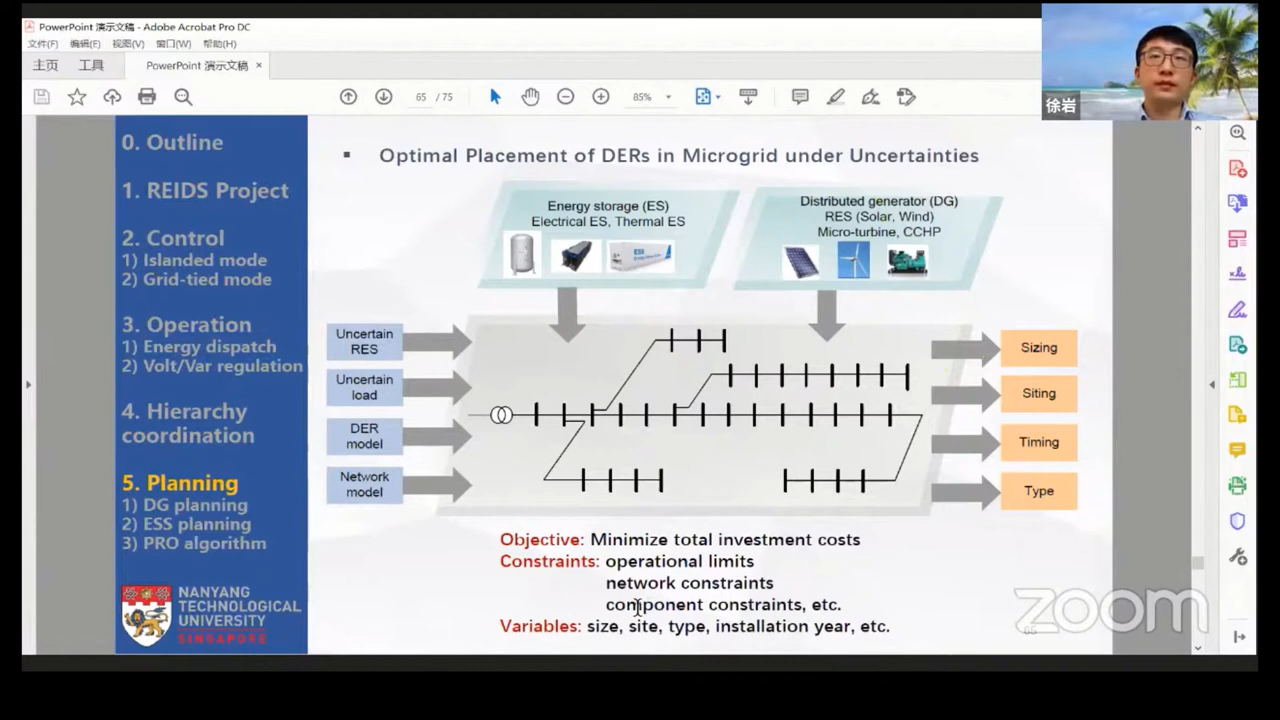 PowerPoint 演示文稿 - Adobe Acrobat Pro DC
文件(F) 编辑(E) 视图(V) 窗口(W) 帮助(H)
主页 工具 PowerPoint 演示文稿 ×
65 / 75
85%
徐岩
0. Outline
1. REIDS Project
2. Control
1) Islanded mode
2) Grid-tied mode
3. Operation
1) Energy dispatch
2) Volt/Var regulation
4. Hierarchy
coordination
5. Planning
1) DG planning
2) ESS planning
3) PRO algorithm
NANYANG
TECHNOLOGICAL
UNIVERSITY
SINGAPORE
▪ Optimal Placement of DERs in Microgrid under Uncertainties
Energy storage (ES)
Electrical ES, Thermal ES
Distributed generator (DG)
RES (Solar, Wind)
Micro-turbine, CCHP
Uncertain
RES
Uncertain
load
DER
model
Network
model
Sizing
Siting
Timing
Type
Objective: Minimize total investment costs
Constraints: operational limits
network constraints
component constraints, etc.
Variables: size, site, type, installation year, etc.
zoom
65